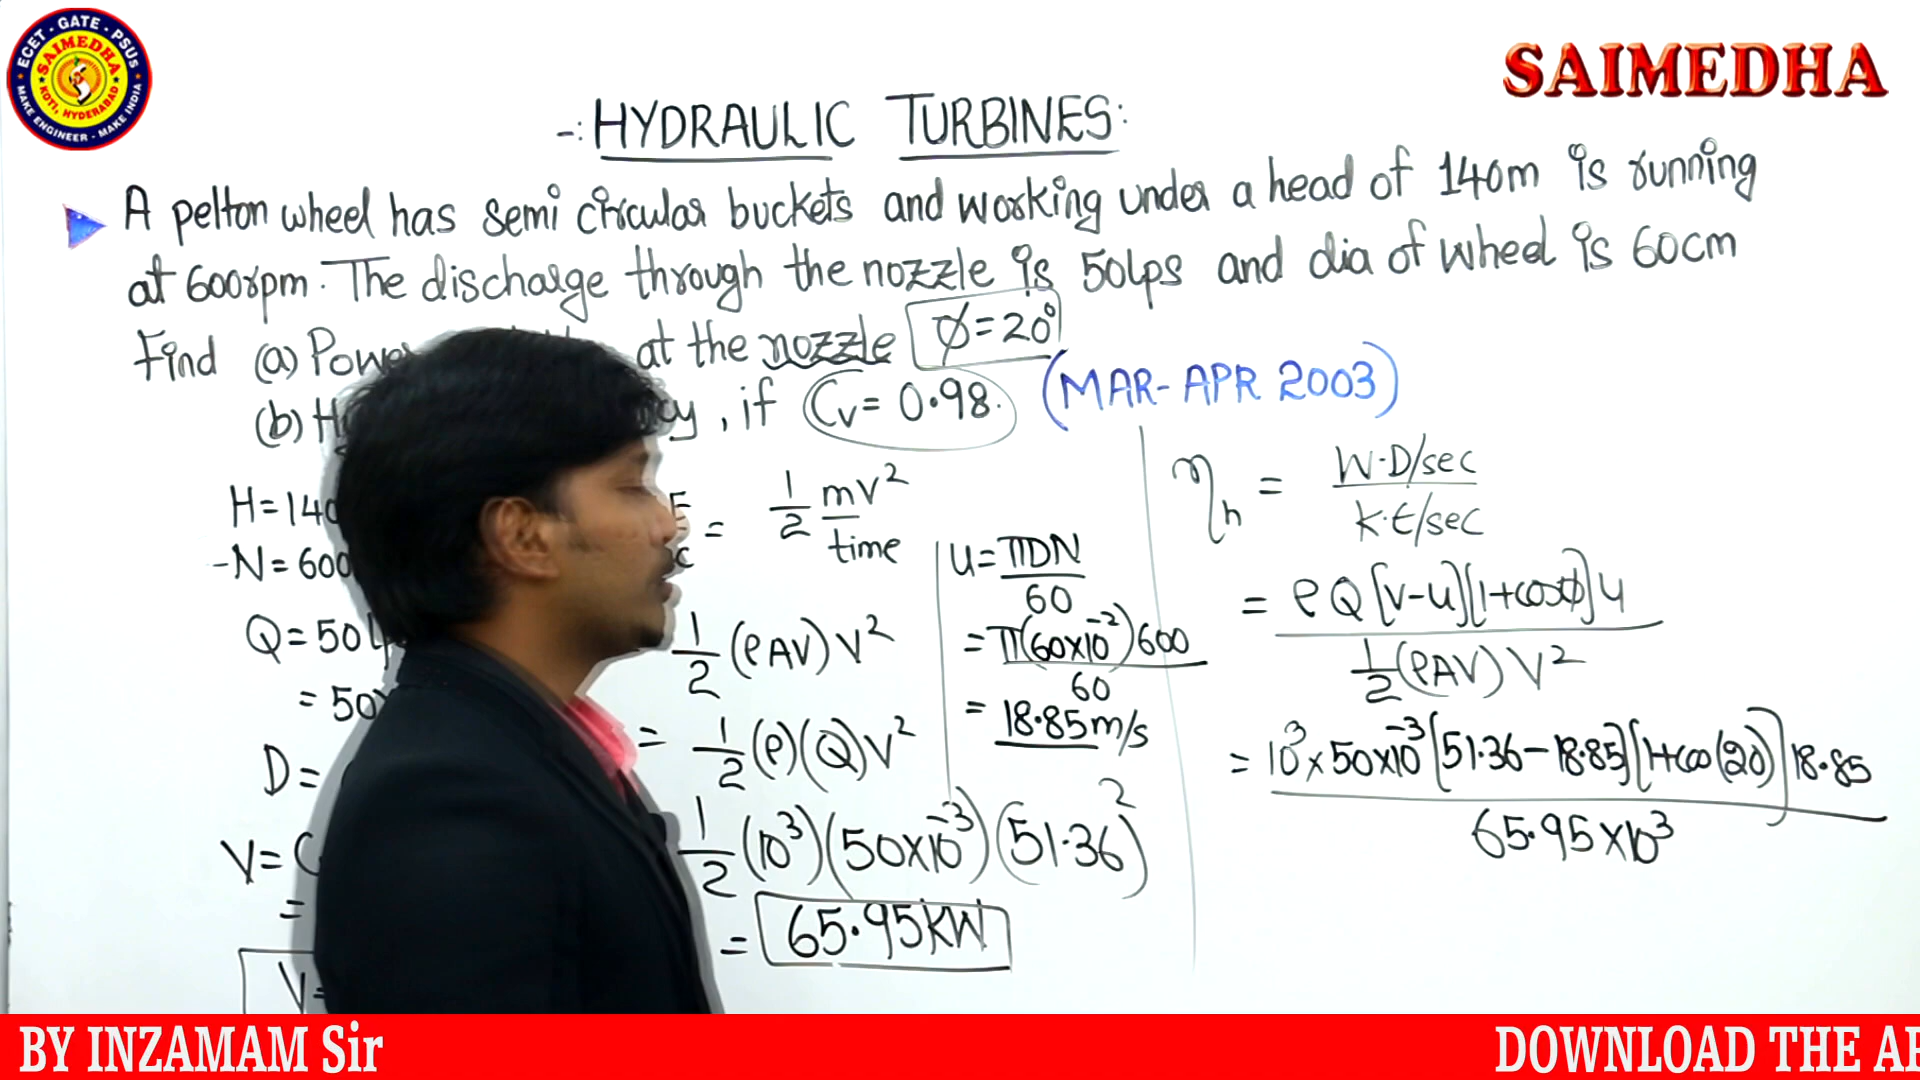 ECET - GATE - PSUs
SAIMEDHA
KOTI, HYDERABAD
MAKE ENGINEER - MAKE INDIA
SAIMEDHA
-: HYDRAULIC TURBINES:
A pelton wheel has semi circular buckets and working under a head of 140m is running
at 600rpm. The discharge through the nozzle is 50lps and dia of wheel is 60cm
Find (a) Power at the nozzle ϕ=20°
(b) , if Cv = 0.98. (MAR-APR 2003)
H=140
-N=600
Q=50
= 50
D=
V=
=
V=
= 1/2 mv²/time
1/2 (ρAV) V²
= 1/2 (ρ)(Q)V²
1/2 (10³)(50×10⁻³)(51.36)²
= 65.95KW
u = πDN/60
= π(60×10⁻²)600/60
= 18.85m/s
ηh = W.D/sec / K.E/sec
= ρQ[V-u][1+cosϕ]u / 1/2 (ρAV) V²
= 10³×50×10⁻³[51.36-18.85][1+cos(20)]18.85 / 65.95×10³
BY INZAMAM Sir
DOWNLOAD THE